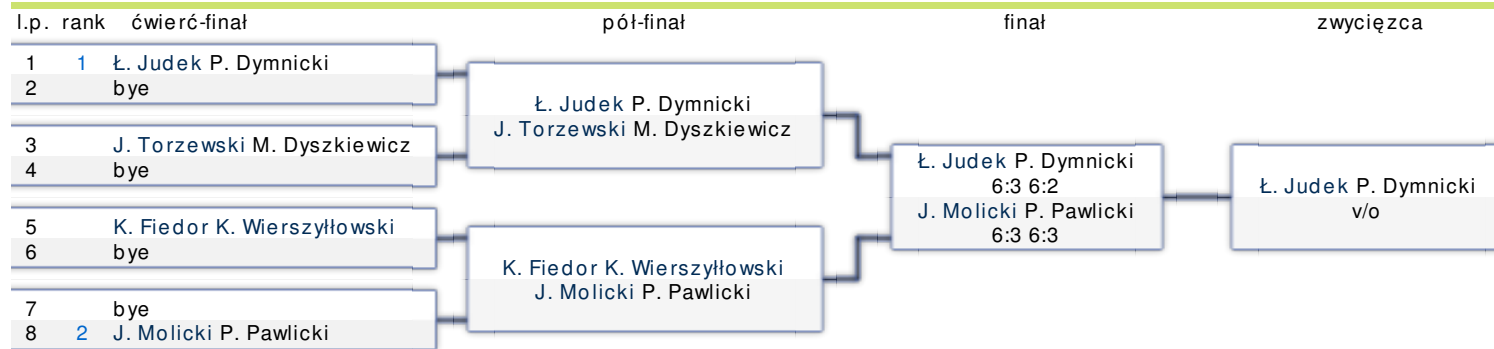 l.p. rank ćwierć-finał pół-finał finał zwycięzca
1 1 Ł. Judek P. Dymnicki
2 bye
3 J. Torzewski M. Dyszkiewicz
4 bye
5 K. Fiedor K. Wierszyłłowski
6 bye
7 bye
8 2 J. Molicki P. Pawlicki
Ł. Judek P. Dymnicki
J. Torzewski M. Dyszkiewicz
K. Fiedor K. Wierszyłłowski
J. Molicki P. Pawlicki
Ł. Judek P. Dymnicki
6:3 6:2
J. Molicki P. Pawlicki
6:3 6:3
Ł. Judek P. Dymnicki
v/o